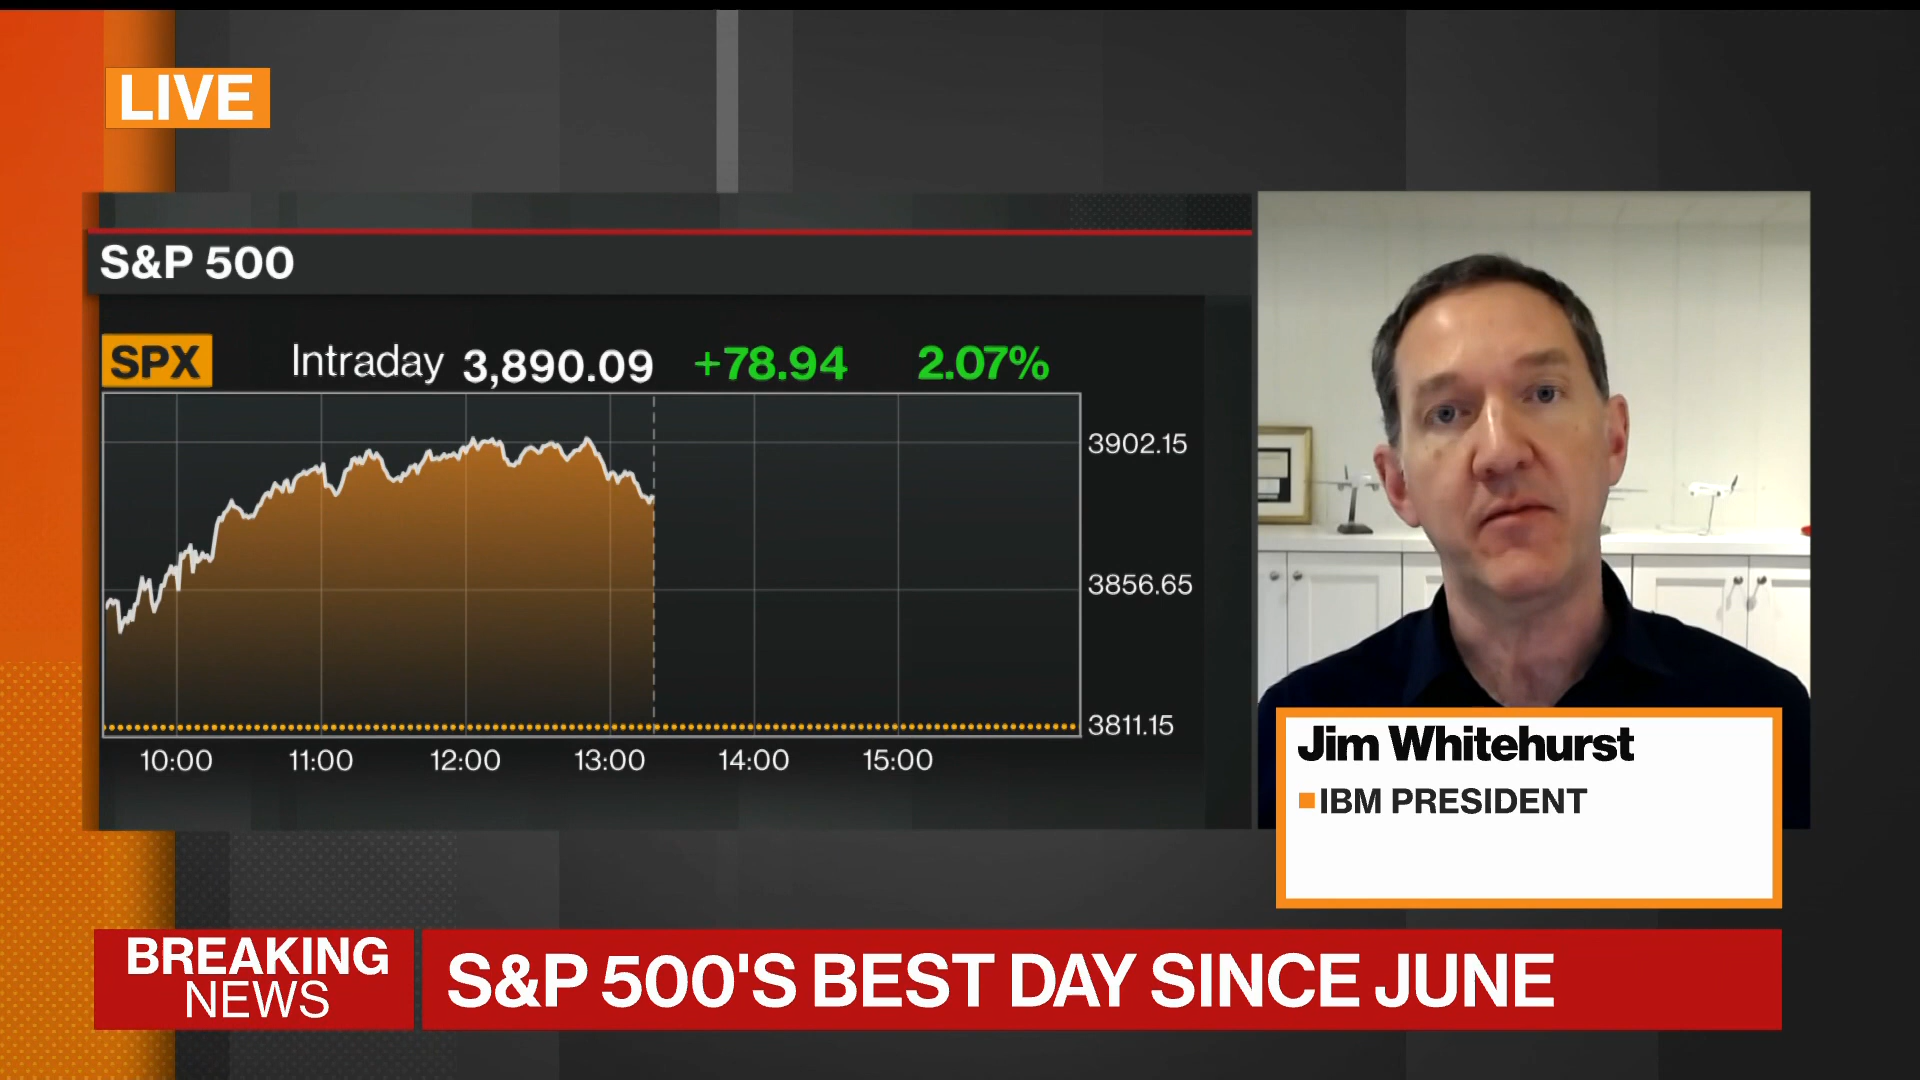 LIVE
S&P 500
SPX Intraday 3,890.09 +78.94 2.07%
3902.15
3856.65
3811.15
10:00 11:00 12:00 13:00 14:00 15:00
Jim Whitehurst
IBM PRESIDENT
BREAKING
NEWS
S&P 500'S BEST DAY SINCE JUNE